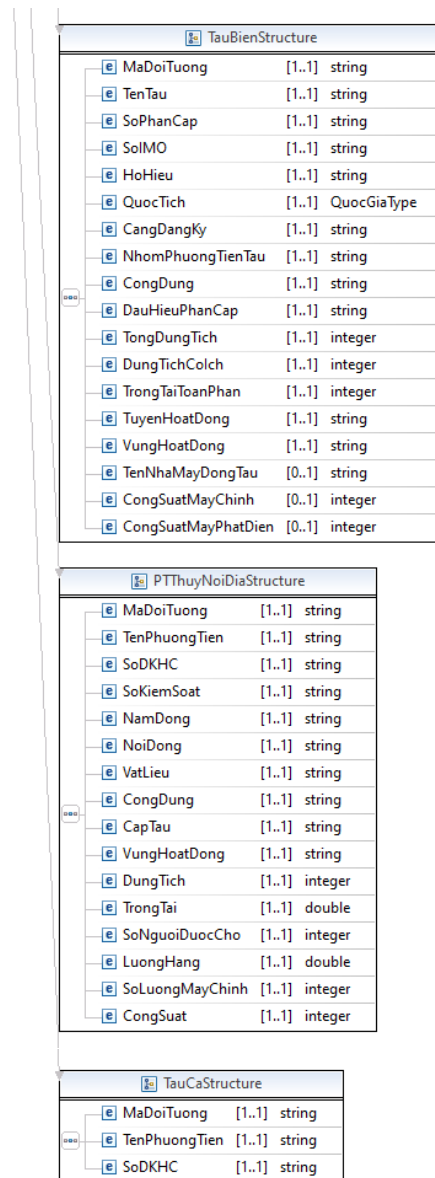 TauBienStructure
MaDoiTuong [1..1] string
TenTau [1..1] string
SoPhanCap [1..1] string
SoIMO [1..1] string
HoHieu [1..1] string
QuocTich [1..1] QuocGiaType
CangDangKy [1..1] string
NhomPhuongTienTau [1..1] string
CongDung [1..1] string
DauHieuPhanCap [1..1] string
TongDungTich [1..1] integer
DungTichCoIch [1..1] integer
TrongTaiToanPhan [1..1] integer
TuyenHoatDong [1..1] string
VungHoatDong [1..1] string
TenNhaMayDongTau [0..1] string
CongSuatMayChinh [0..1] integer
CongSuatMayPhatDien [0..1] integer
PTThuyNoiDiaStructure
MaDoiTuong [1..1] string
TenPhuongTien [1..1] string
SoDKHC [1..1] string
SoKiemSoat [1..1] string
NamDong [1..1] string
NoiDong [1..1] string
VatLieu [1..1] string
CongDung [1..1] string
CapTau [1..1] string
VungHoatDong [1..1] string
DungTich [1..1] integer
TrongTai [1..1] double
SoNguoiDuocCho [1..1] integer
LuongHang [1..1] double
SoLuongMayChinh [1..1] integer
CongSuat [1..1] integer
TauCaStructure
MaDoiTuong [1..1] string
TenPhuongTien [1..1] string
SoDKHC [1..1] string